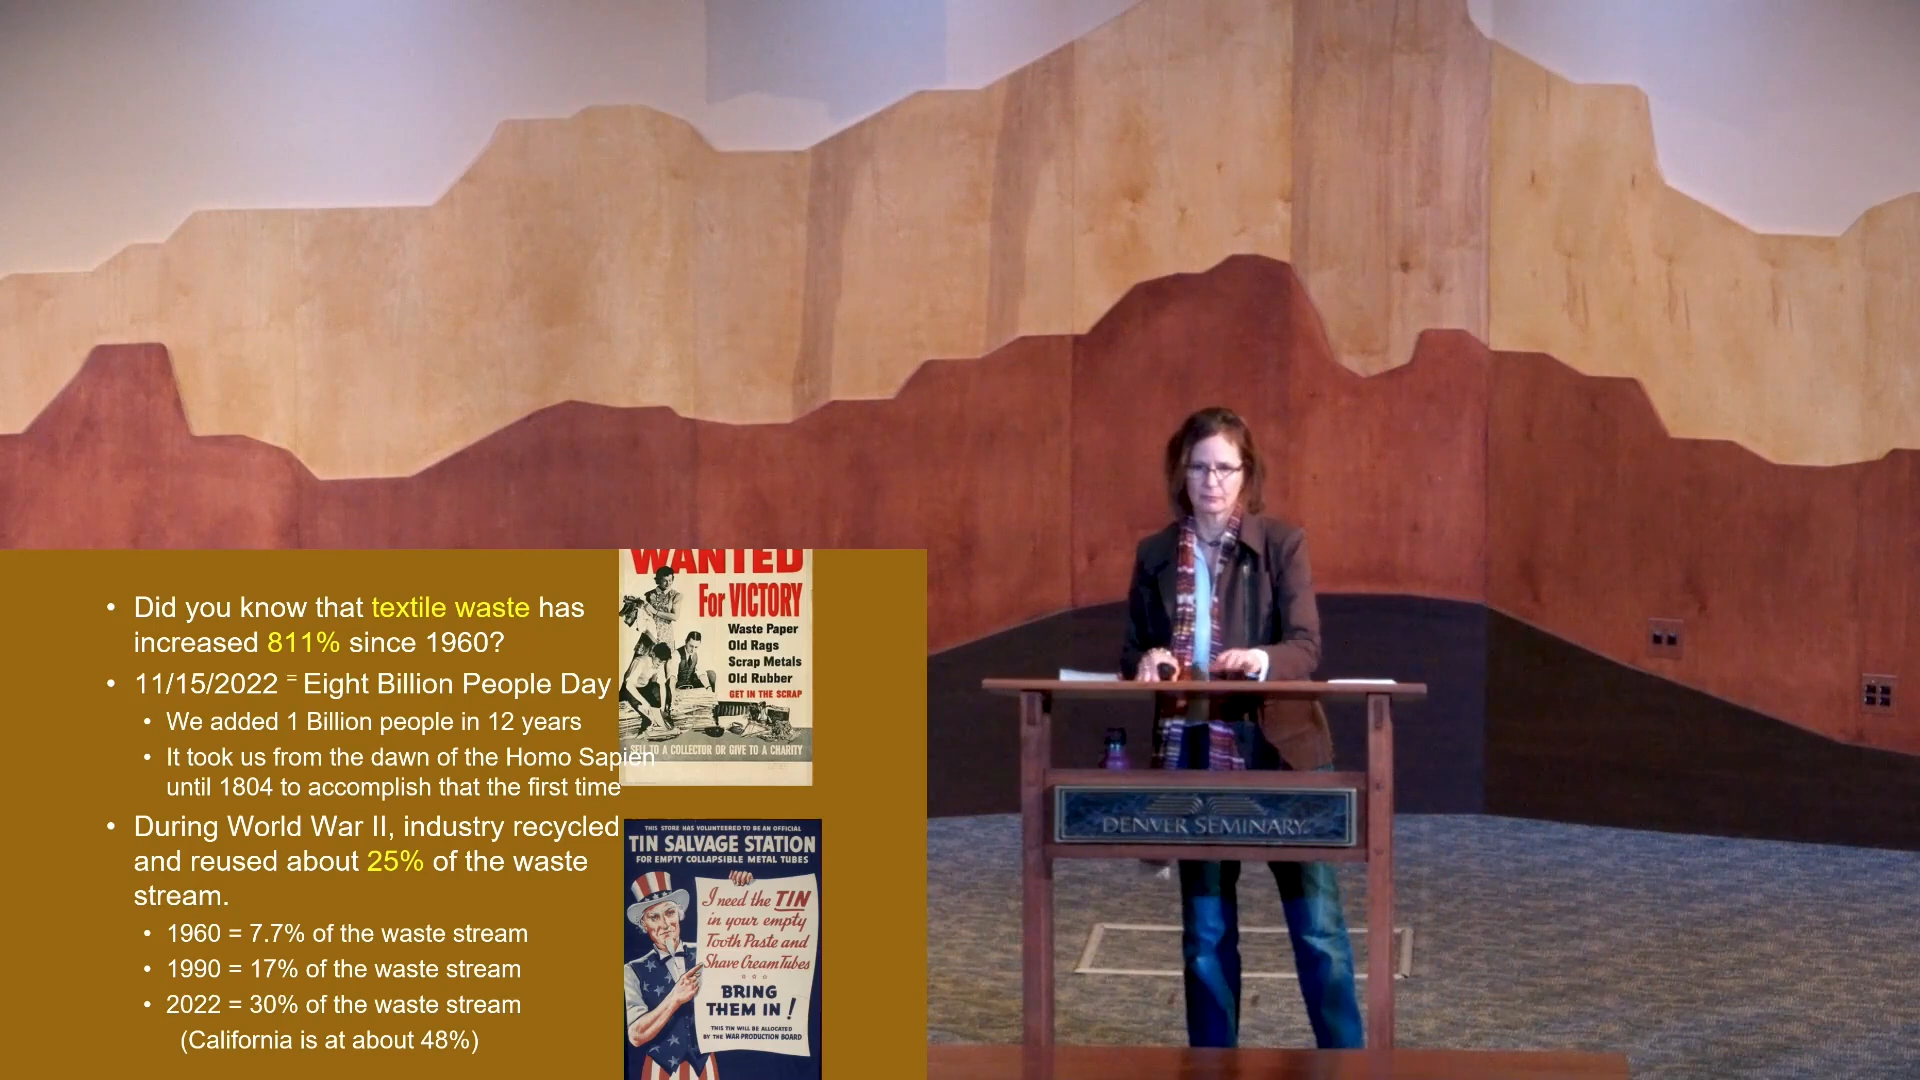 • Did you know that textile waste has
increased 811% since 1960?
• 11/15/2022 = Eight Billion People Day
• We added 1 Billion people in 12 years
• It took us from the dawn of the Homo Sapien
until 1804 to accomplish that the first time
• During World War II, industry recycled
and reused about 25% of the waste
stream.
• 1960 = 7.7% of the waste stream
• 1990 = 17% of the waste stream
• 2022 = 30% of the waste stream
(California is at about 48%)
WANTED
For VICTORY
Waste Paper
Old Rags
Scrap Metals
Old Rubber
GET IN THE SCRAP
SELL TO A COLLECTOR OR GIVE TO A CHARITY
THIS STORE HAS VOLUNTEERED TO BE AN OFFICIAL
TIN SALVAGE STATION
FOR EMPTY COLLAPSIBLE METAL TUBES
I need the TIN
in your empty
Tooth Paste and
Shave Cream Tubes
BRING
THEM IN!
THIS TIN WILL BE ALLOCATED
BY THE WAR PRODUCTION BOARD
DENVER SEMINARY